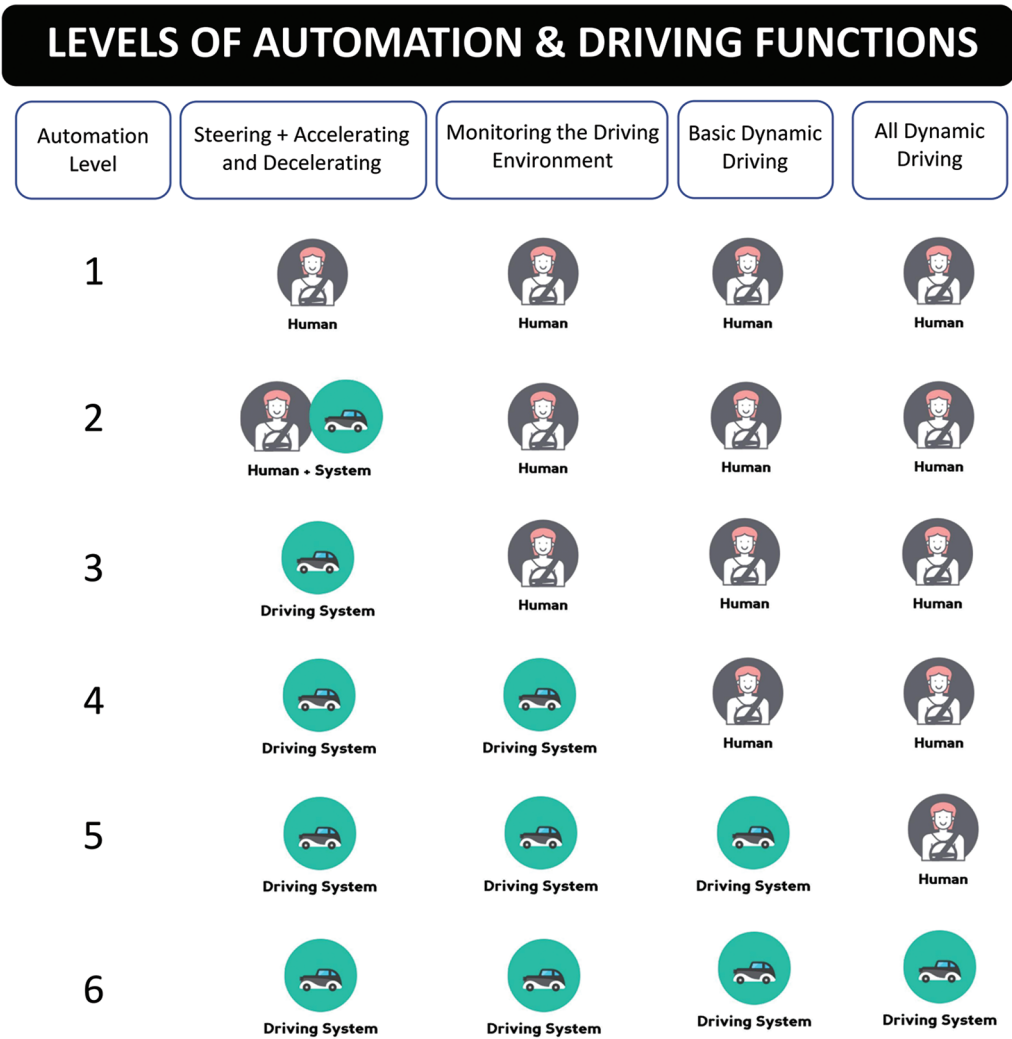 LEVELS OF AUTOMATION & DRIVING FUNCTIONS
Automation
Level
Steering + Accelerating
and Decelerating
Monitoring the Driving
Environment
Basic Dynamic
Driving
All Dynamic
Driving
1
Human
Human
Human
Human
2
Human + System
Human
Human
Human
3
Driving System
Human
Human
Human
4
Driving System
Driving System
Human
Human
5
Driving System
Driving System
Driving System
Human
6
Driving System
Driving System
Driving System
Driving System